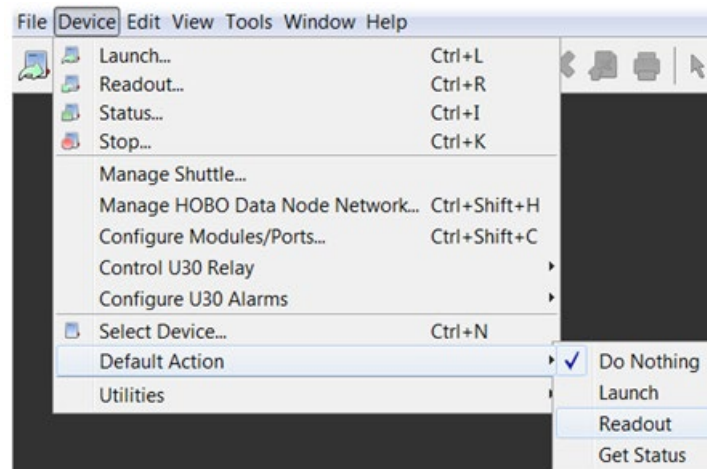 File Device Edit View Tools Window Help
Launch... Ctrl+L
Readout... Ctrl+R
Status... Ctrl+I
Stop... Ctrl+K
Manage Shuttle...
Manage HOBO Data Node Network... Ctrl+Shift+H
Configure Modules/Ports... Ctrl+Shift+C
Control U30 Relay
Configure U30 Alarms
Select Device... Ctrl+N
Default Action
Utilities
Do Nothing
Launch
Readout
Get Status